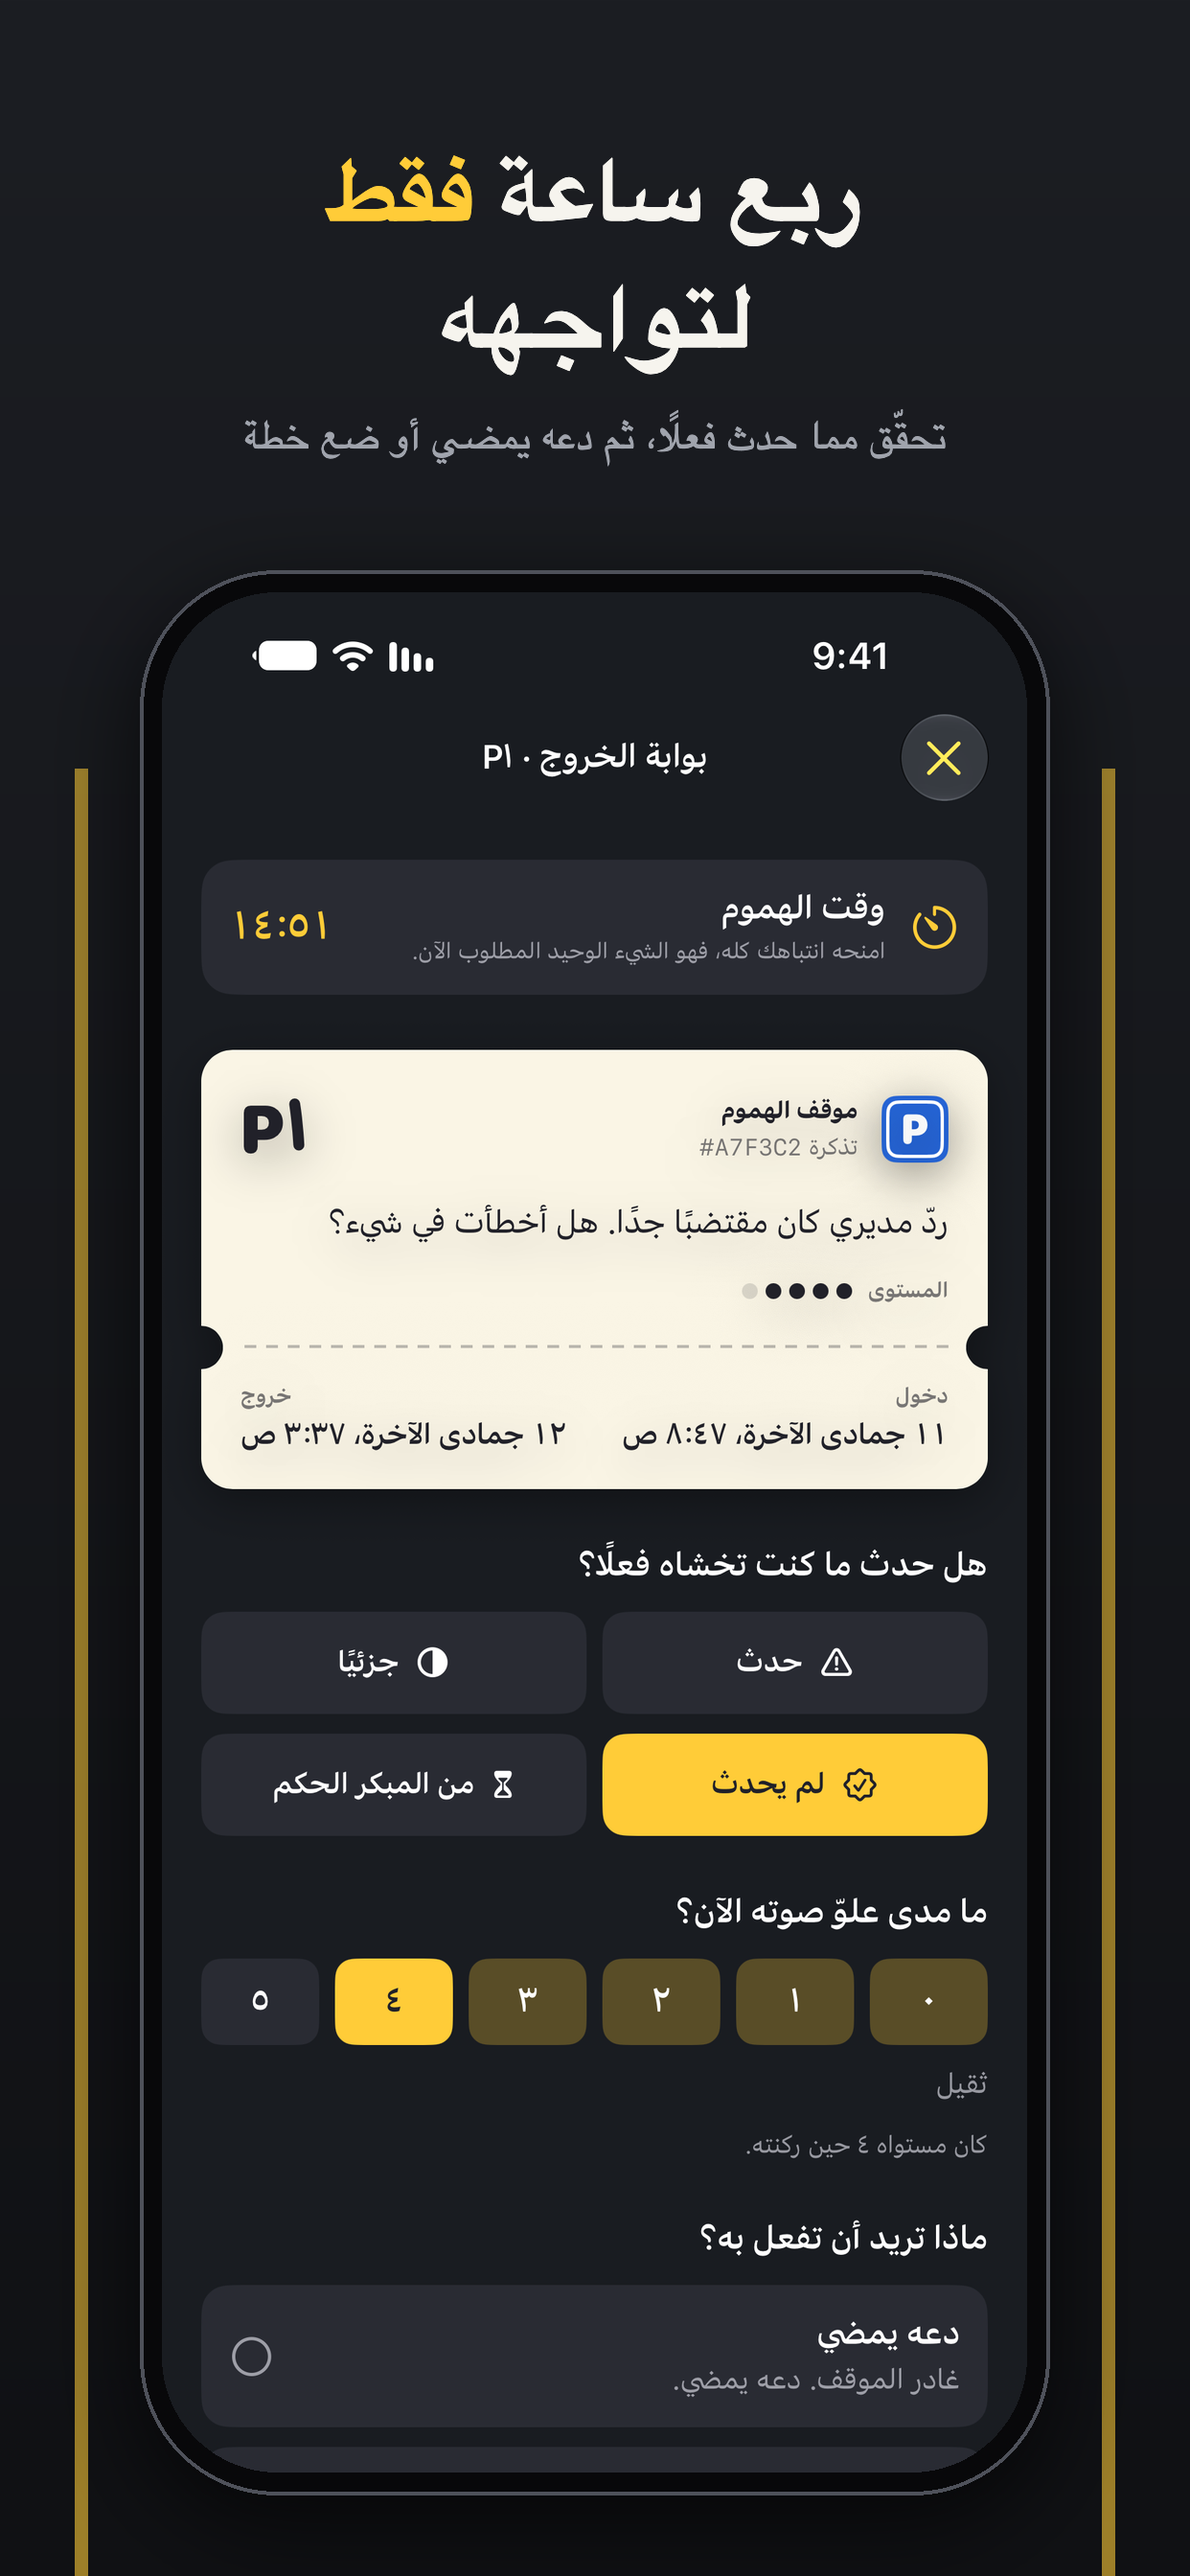 ربع ساعة فقط
لتواجهه
تحقّق مما حدث فعلًا، ثم دعه يمضي أو ضع خطة
9:41
بوابة الخروج · P١
وقت الهموم
١٤:٥١
امنحه انتباهك كله، فهو الشيء الوحيد المطلوب الآن.
P
موقف الهموم
P١
تذكرة #A7F3C2
ردّ مديري كان مقتضبًا جدًا. هل أخطأت في شيء؟
المستوى
دخول
خروج
١١ جمادى الآخرة، ٨:٤٧ ص
١٢ جمادى الآخرة، ٣:٣٧ ص
هل حدث ما كنت تخشاه فعلًا؟
حدث
جزئيًا
لم يحدث
من المبكر الحكم
ما مدى علوّ صوته الآن؟
٠ ١ ٢ ٣ ٤ ٥
ثقيل
كان مستواه ٤ حين ركنته.
ماذا تريد أن تفعل به؟
دعه يمضي
غادر الموقف. دعه يمضي.